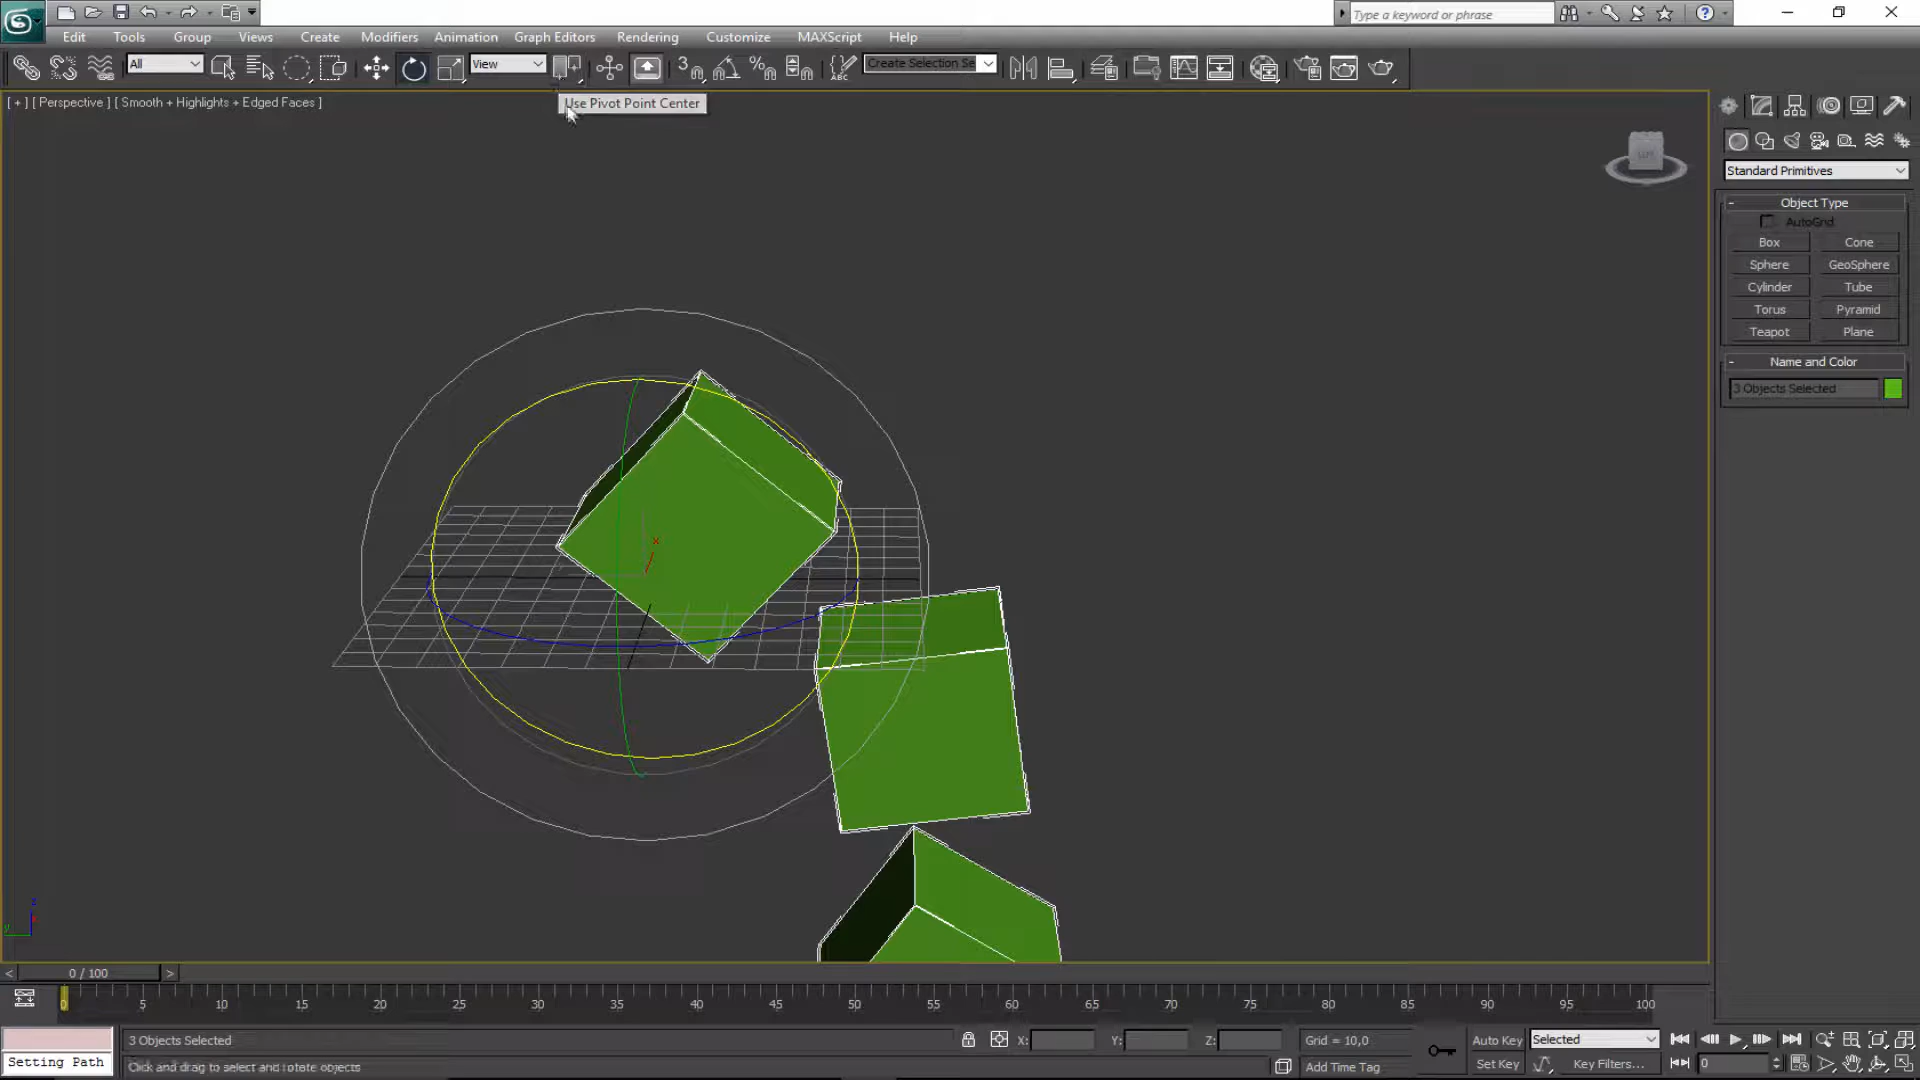 Type a keyword or phrase
Edit Tools Group Views Create Modifiers Animation Graph Editors Rendering Customize MAXScript Help
All View 3 % ABC Create Selection Se
[ + ] [ Perspective ] [ Smooth + Highlights + Edged Faces ]
Use Pivot Point Center
Standard Primitives
Object Type
AutoGrid
Box Cone
Sphere GeoSphere
Cylinder Tube
Torus Pyramid
Teapot Plane
Name and Color
3 Objects Selected
x
z
y
< 0 / 100 >
0 5 10 15 20 25 30 35 40 45 50 55 60 65 70 75 80 85 90 95 100
3 Objects Selected X: Y: Z: Grid = 10,0 Auto Key Selected
Setting Path Click and drag to select and rotate objects Add Time Tag Set Key Key Filters... 0